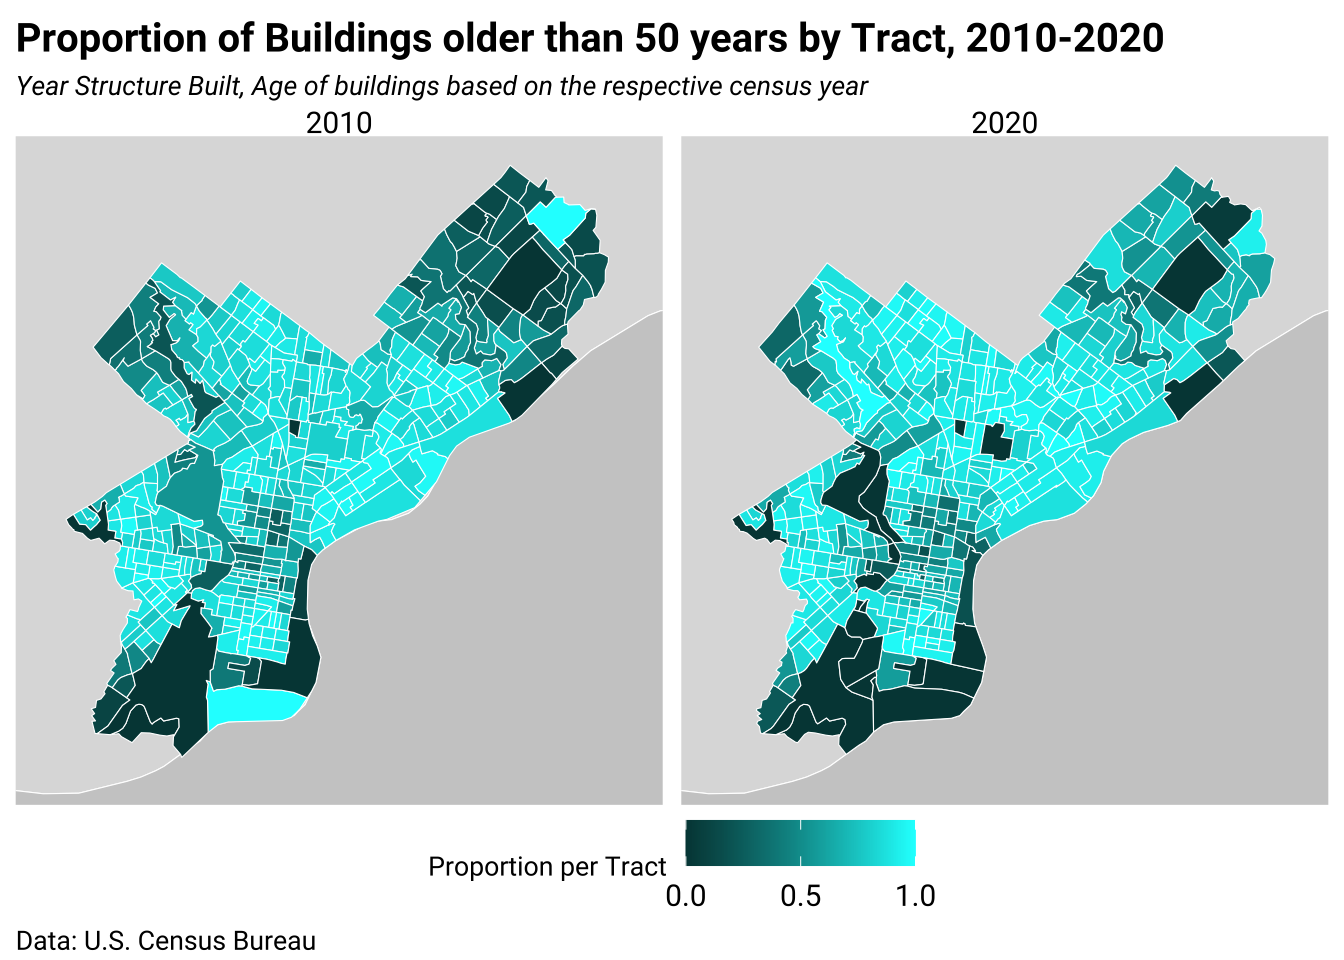 Proportion of Buildings older than 50 years by Tract, 2010-2020
Year Structure Built, Age of buildings based on the respective census year
2010 2020
Proportion per Tract
0.0 0.5 1.0
Data: U.S. Census Bureau